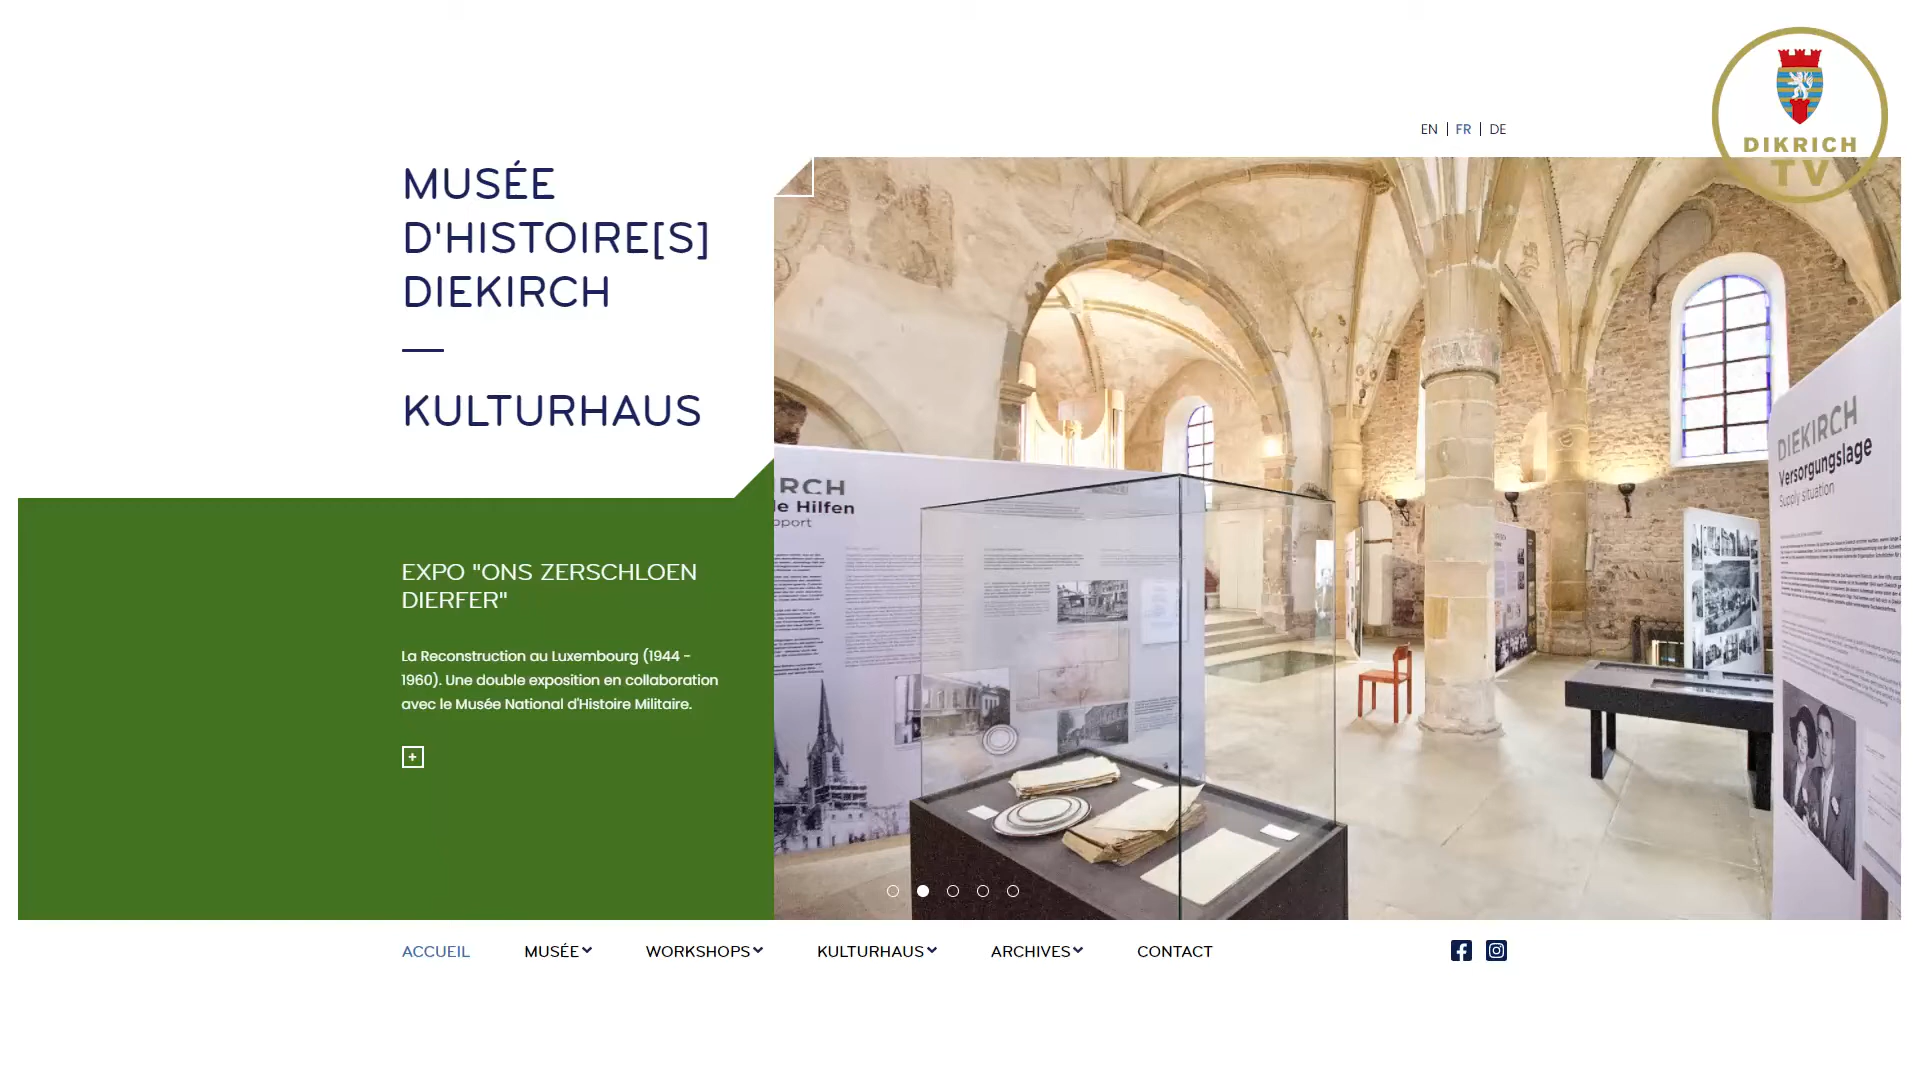 DIKRICH
TV
EN | FR | DE
MUSÉE
D'HISTOIRE[S]
DIEKIRCH
KULTURHAUS
EXPO "ONS ZERSCHLOEN
DIERFER"
La Reconstruction au Luxembourg (1944 -
1960). Une double exposition en collaboration
avec le Musée National d'Histoire Militaire.
+
RCH
le Hilfen
pport
DIEKIRCH
Versorgungslage
Supply situation
ACCUEIL MUSÉE WORKSHOPS KULTURHAUS ARCHIVES CONTACT